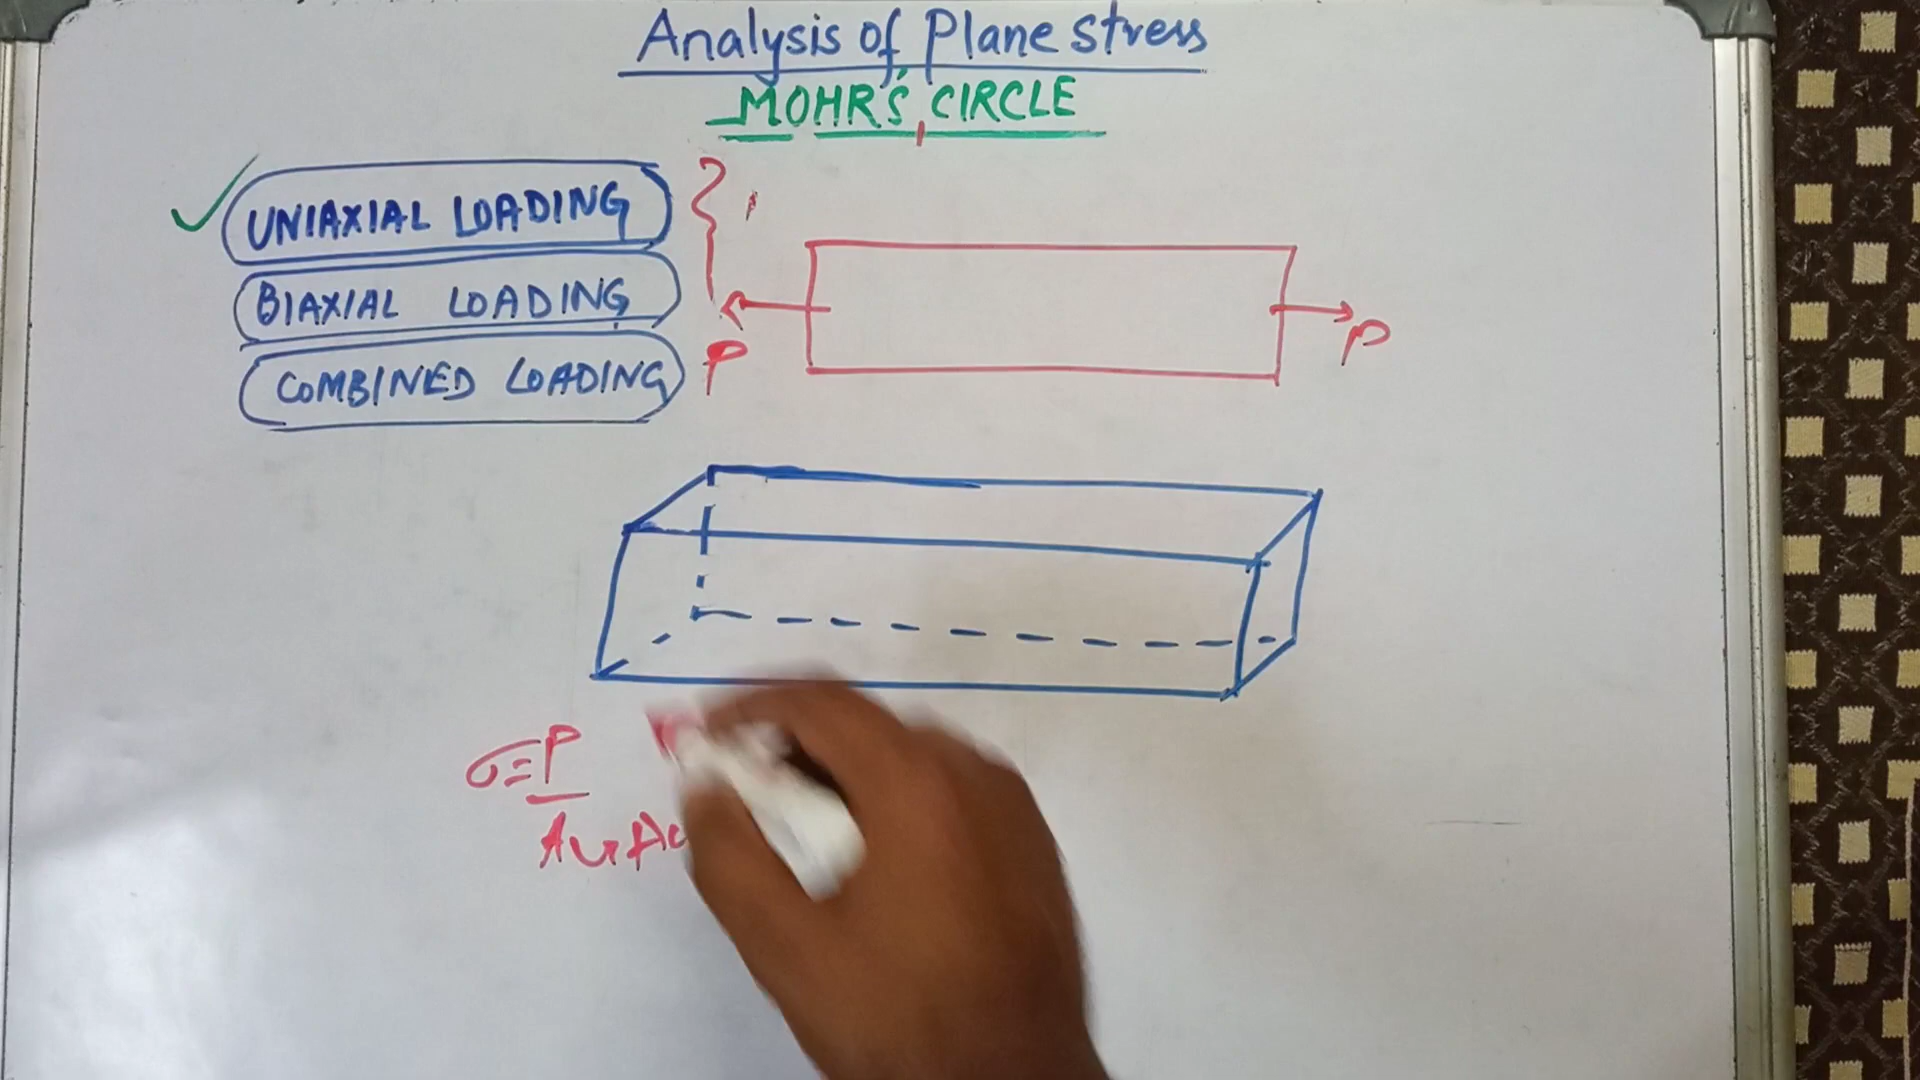 Analysis of Plane stress
MOHR'S CIRCLE
UNIAXIAL LOADING
BIAXIAL LOADING
COMBINED LOADING
P
P
σ=P